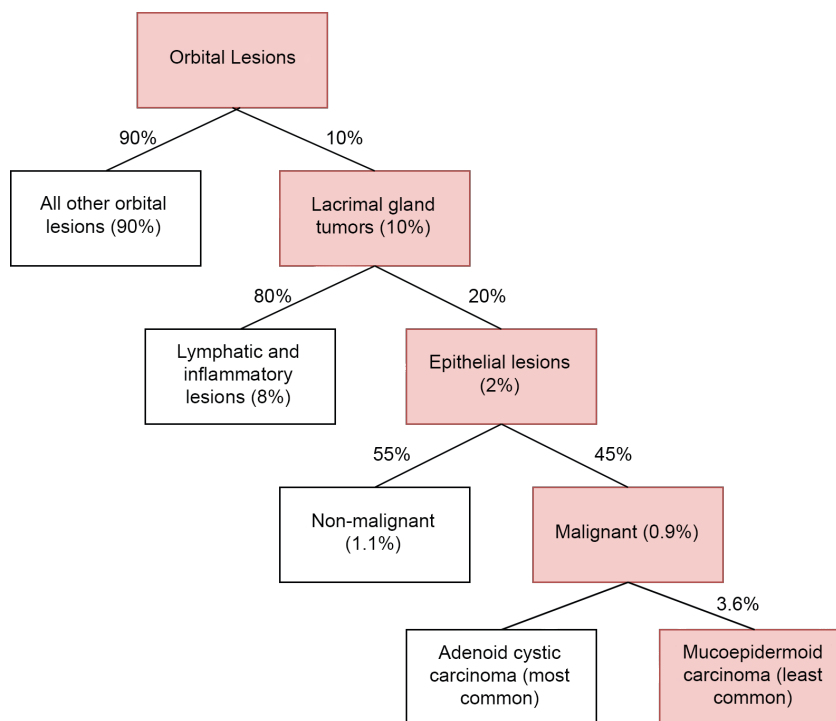 Orbital Lesions
90%
10%
All other orbital
lesions (90%)
Lacrimal gland
tumors (10%)
80%
20%
Lymphatic and
inflammatory
lesions (8%)
Epithelial lesions
(2%)
55%
45%
Non-malignant
(1.1%)
Malignant (0.9%)
3.6%
Adenoid cystic
carcinoma (most
common)
Mucoepidermoid
carcinoma (least
common)